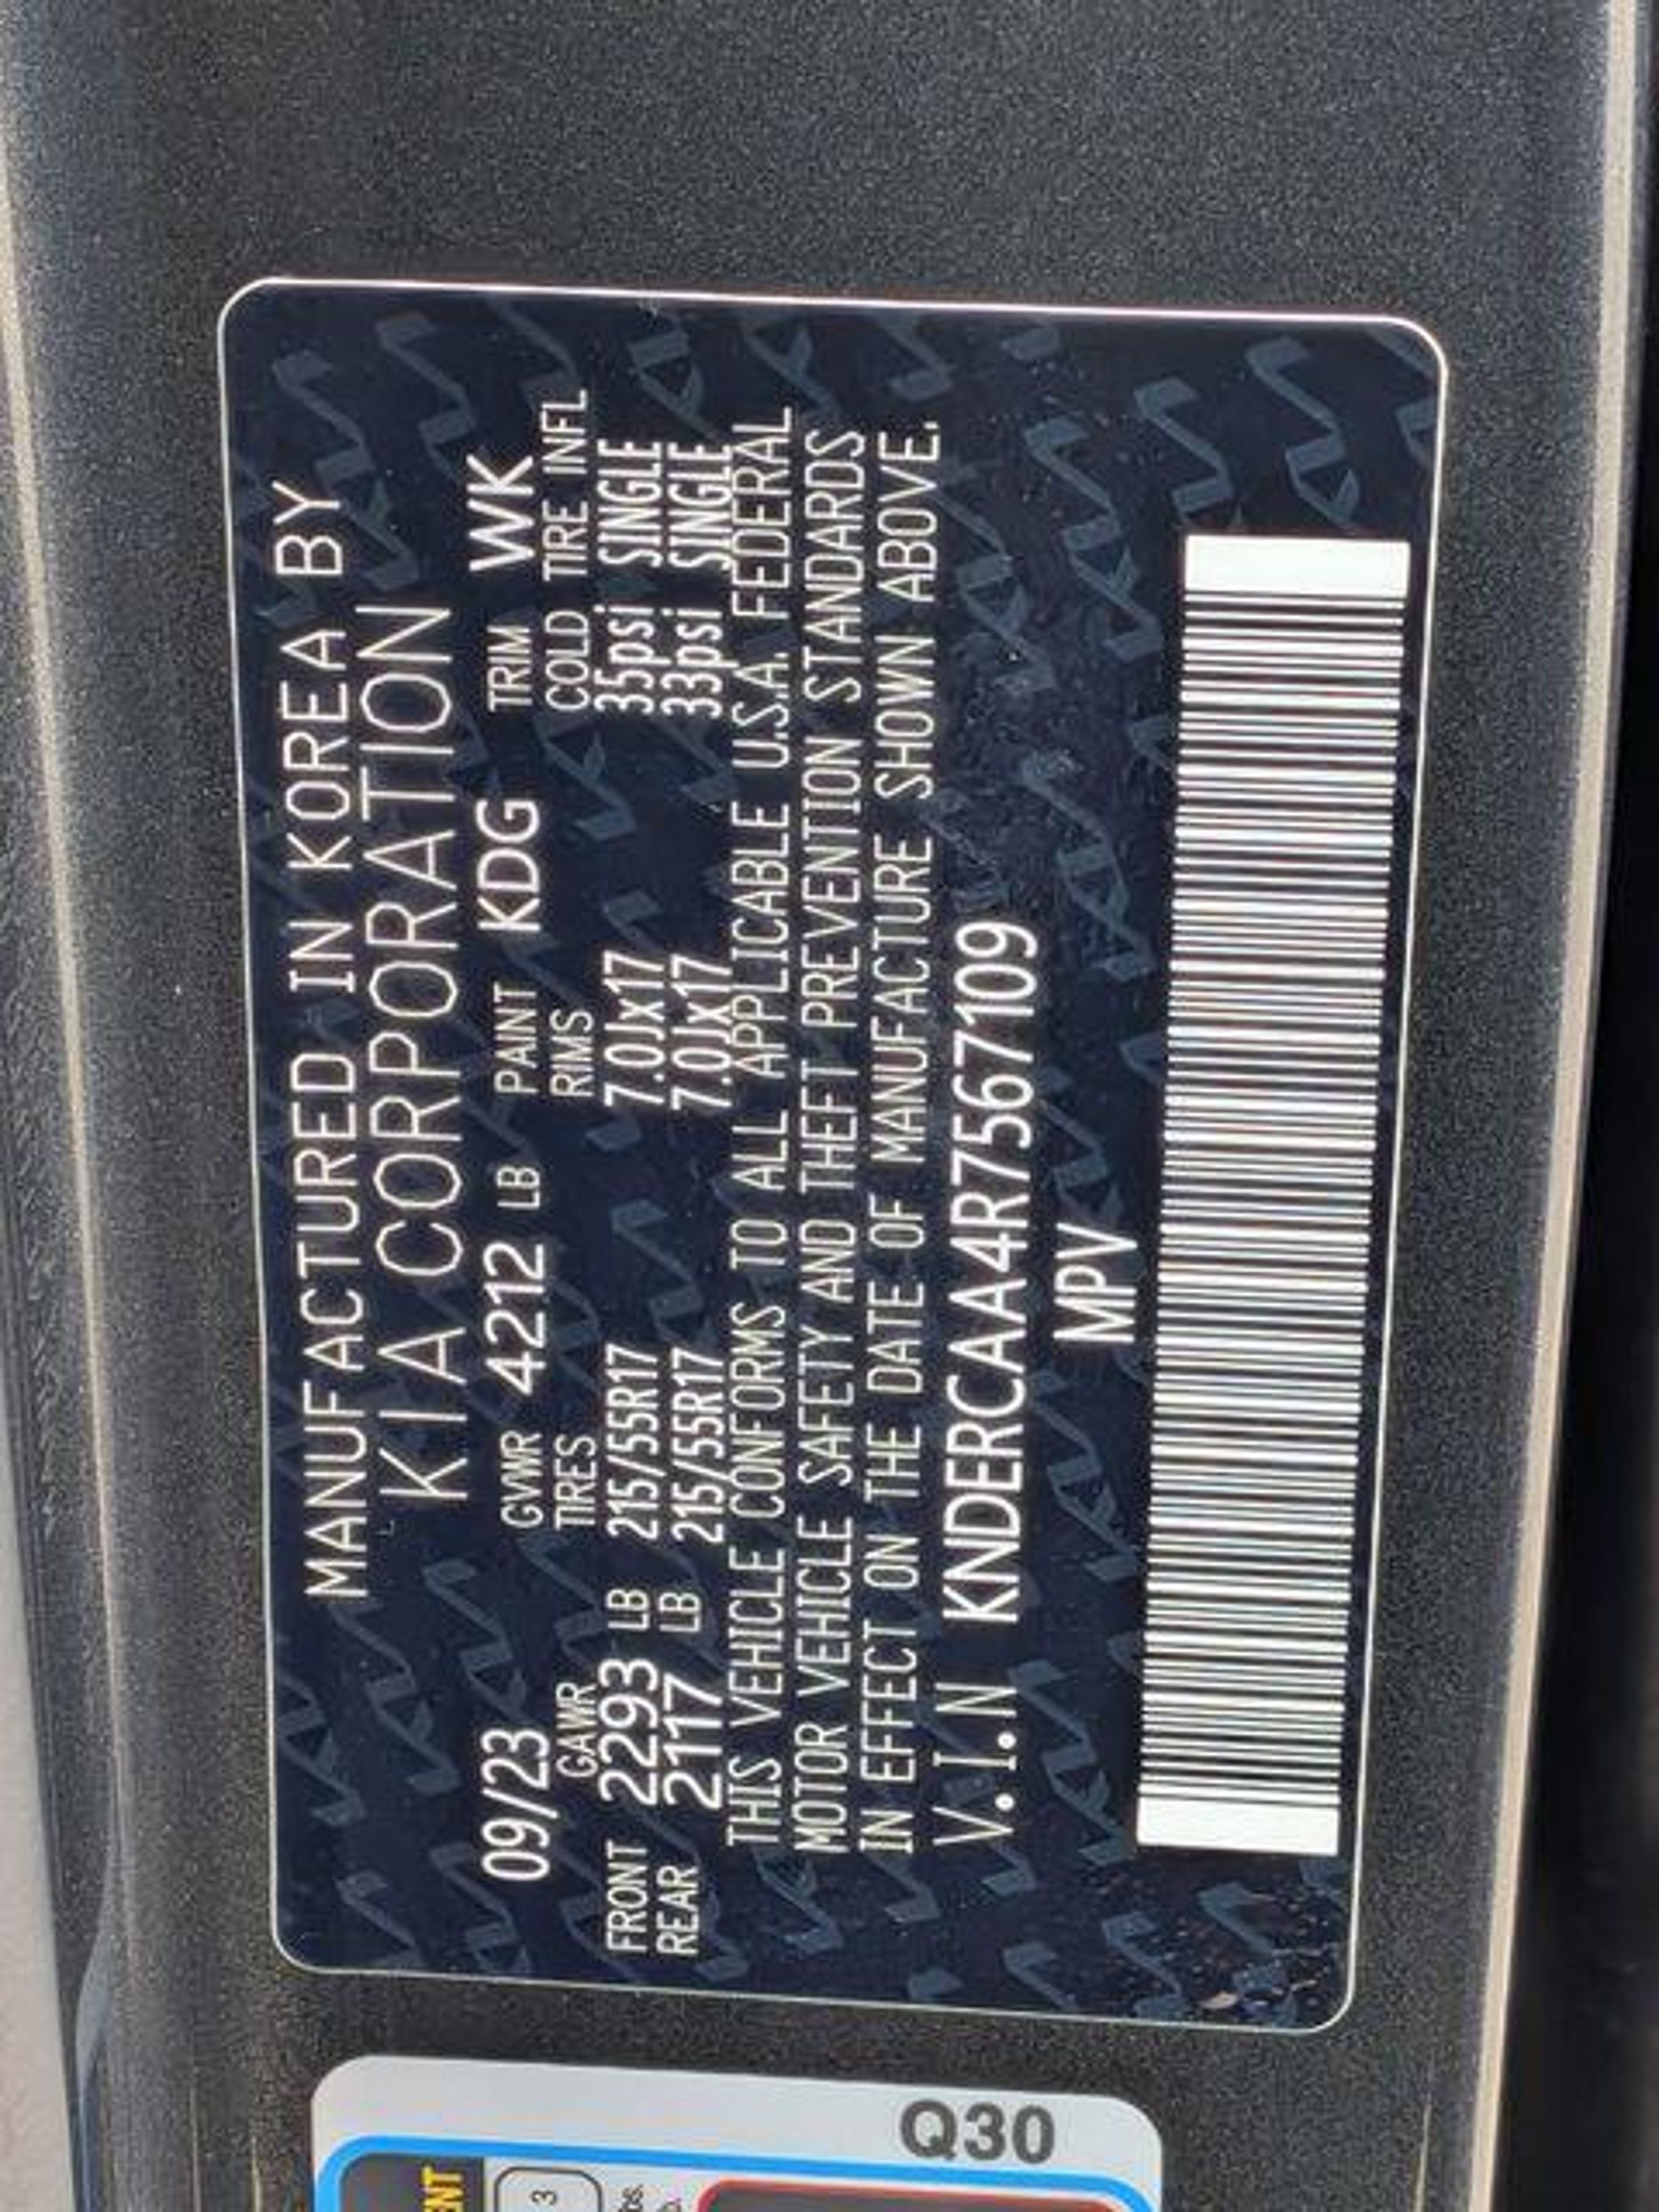 MANUFACTURED IN KOREA BY
KIA CORPORATION
09/23 GVWR 4212 LB PAINT KDG TRIM WK
GAWR TIRES RIMS COLD TIRE INFL
FRONT 2293 LB 215/55R17 7.0Jx17 35psi SINGLE
REAR 2117 LB 215/55R17 7.0Jx17 33psi SINGLE
THIS VEHICLE CONFORMS TO ALL APPLICABLE U.S.A. FEDERAL
MOTOR VEHICLE SAFETY AND THEFT PREVENTION STANDARDS
IN EFFECT ON THE DATE OF MANUFACTURE SHOWN ABOVE.
V.I.N KNDERCAA4R7567109
MPV
Q30
3